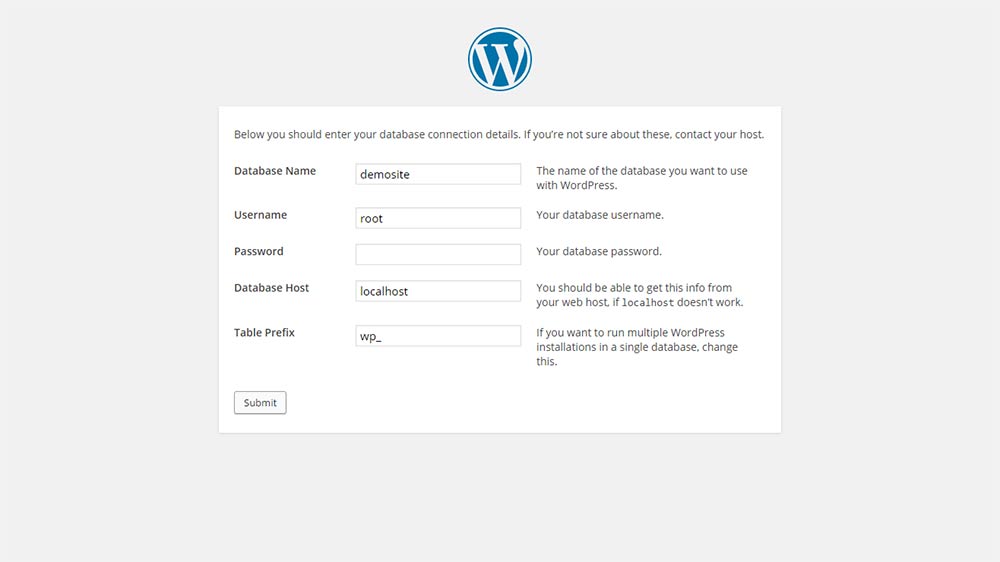 Below you should enter your database connection details. If you’re not sure about these, contact your host.
Database Name
demosite
The name of the database you want to use
with WordPress.
Username
root
Your database username.
Password
Your database password.
Database Host
localhost
You should be able to get this info from
your web host, if localhost doesn’t work.
Table Prefix
wp_
If you want to run multiple WordPress
installations in a single database, change
this.
Submit